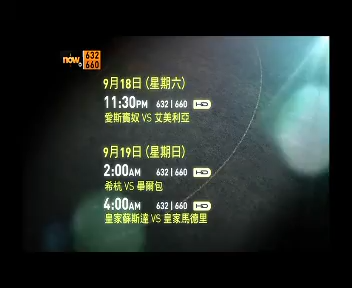 now
632
660
9月18日 (星期六)
11:30PM 632 | 660 HD
愛斯賓奴 VS 艾美利亞
9月19日 (星期日)
2:00AM 632 | 660 HD
希杭 VS 畢爾包
4:00AM 632 | 660 HD
皇家蘇斯達 VS 皇家馬德里